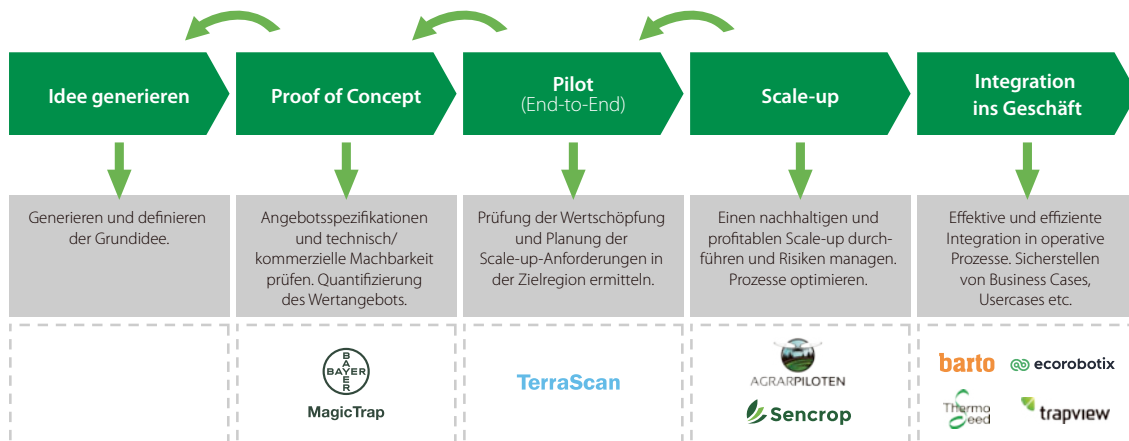 Idee generieren
Proof of Concept
Pilot
(End-to-End)
Scale-up
Integration
ins Geschäft
Generieren und definieren
der Grundidee.
Angebotsspezifikationen
und technisch/
kommerzielle Machbarkeit
prüfen. Quantifizierung
des Wertangebots.
Prüfung der Wertschöpfung
und Planung der
Scale-up-Anforderungen in
der Zielregion ermitteln.
Einen nachhaltigen und
profitablen Scale-up durch-
führen und Risiken managen.
Prozesse optimieren.
Effektive und effiziente
Integration in operative
Prozesse. Sicherstellen
von Business Cases,
Usercases etc.
BAYER
BAYER
MagicTrap
TerraScan
AGRARPILOTEN
Sencrop
barto
ecorobotix
Thermo
Seed
trapview